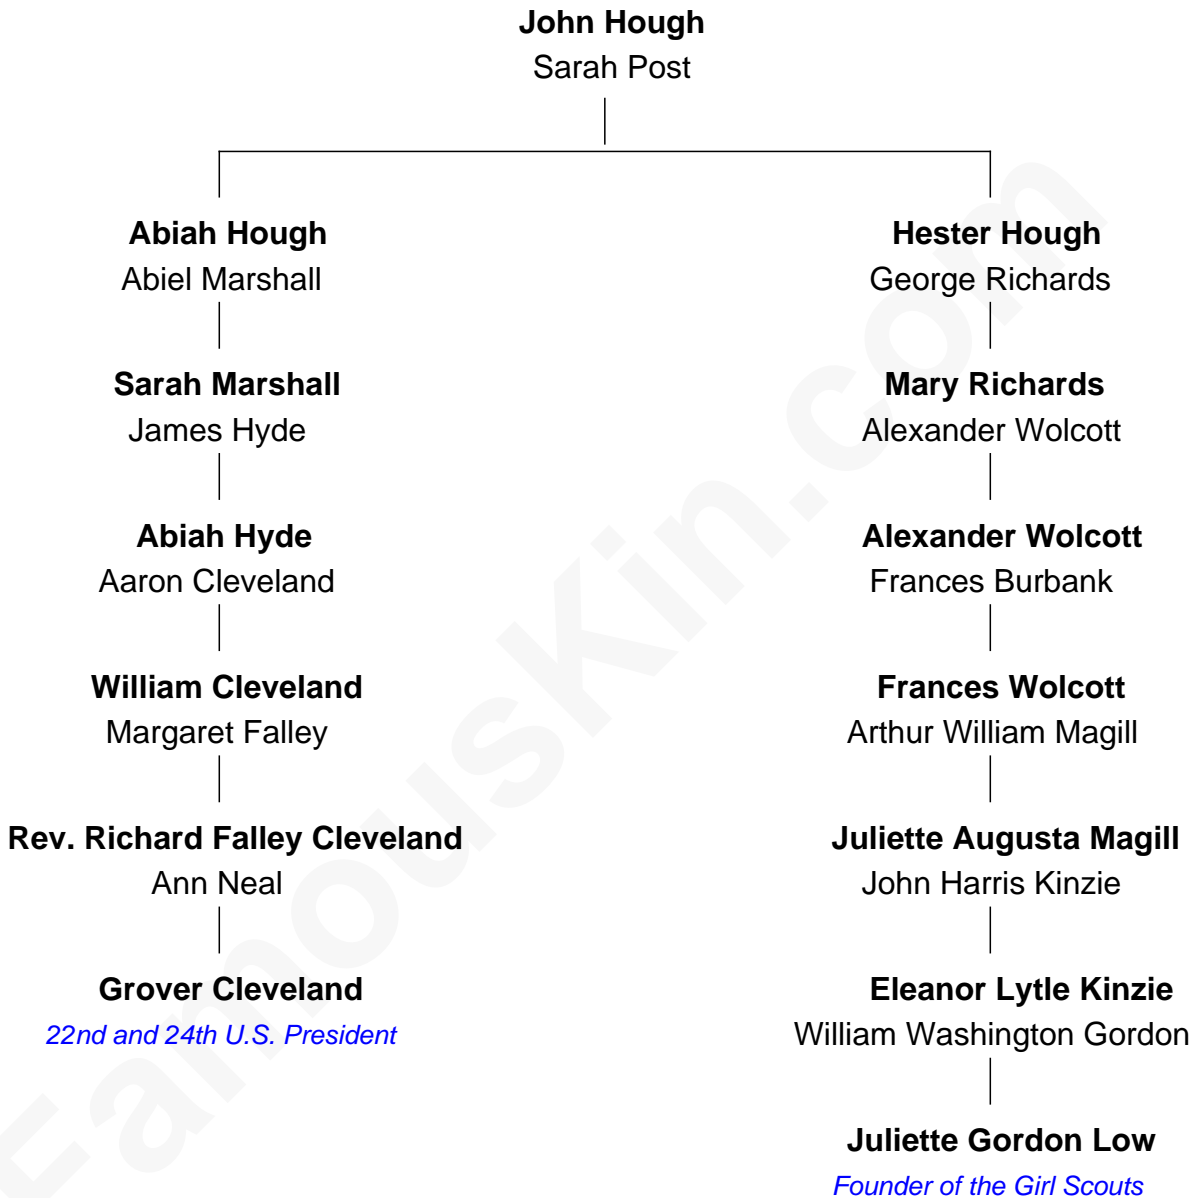 John Hough
Sarah Post
Abiah Hough
Abiel Marshall
Hester Hough
George Richards
Sarah Marshall
James Hyde
Mary Richards
Alexander Wolcott
Abiah Hyde
Aaron Cleveland
Alexander Wolcott
Frances Burbank
William Cleveland
Margaret Falley
Frances Wolcott
Arthur William Magill
Rev. Richard Falley Cleveland
Ann Neal
Juliette Augusta Magill
John Harris Kinzie
Grover Cleveland
22nd and 24th U.S. President
Eleanor Lytle Kinzie
William Washington Gordon
Juliette Gordon Low
Founder of the Girl Scouts
FamousKin.com